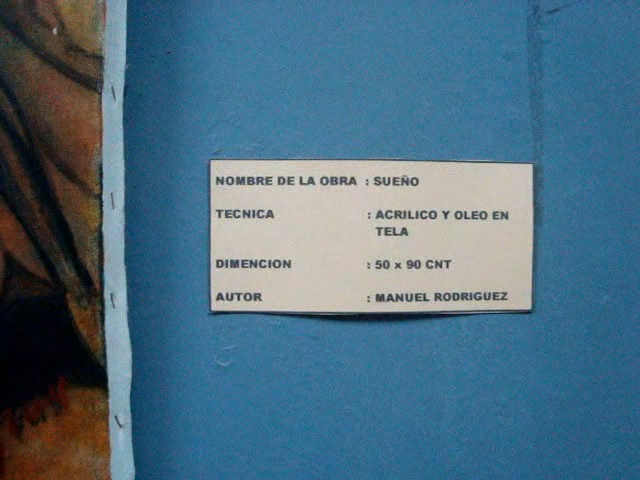 NOMBRE DE LA OBRA : SUEÑO
TECNICA : ACRILICO Y OLEO EN
TELA
DIMENCION : 50 x 90 CNT
AUTOR : MANUEL RODRIGUEZ